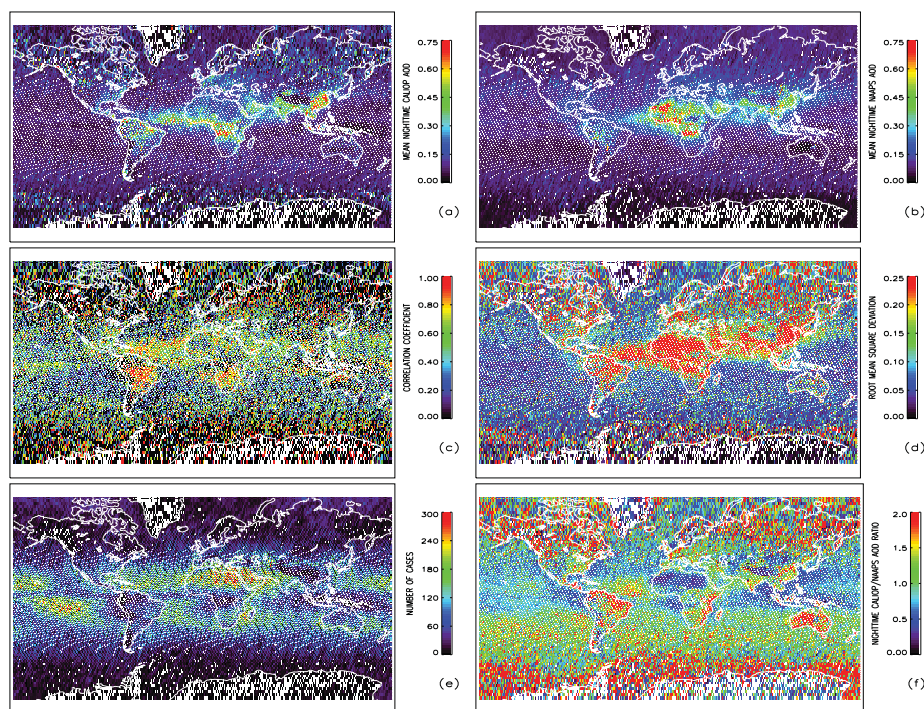 0.75
0.60
0.45
0.30
0.15
0.00
MEAN NIGHTTIME CALIOP AOD
(a)
0.75
0.60
0.45
0.30
0.15
0.00
MEAN NIGHTTIME NAAPS AOD
(b)
1.00
0.80
0.60
0.40
0.20
0.00
CORRELATION COEFFICIENT
(c)
0.25
0.20
0.15
0.10
0.05
0.00
ROOT MEAN SQUARE DEVIATION
(d)
300
240
180
120
60
0
NUMBER OF CASES
(e)
2.0
1.5
1.0
0.5
0.0
NIGHTTIME CALIOP/NAAPS AOD RATIO
(f)